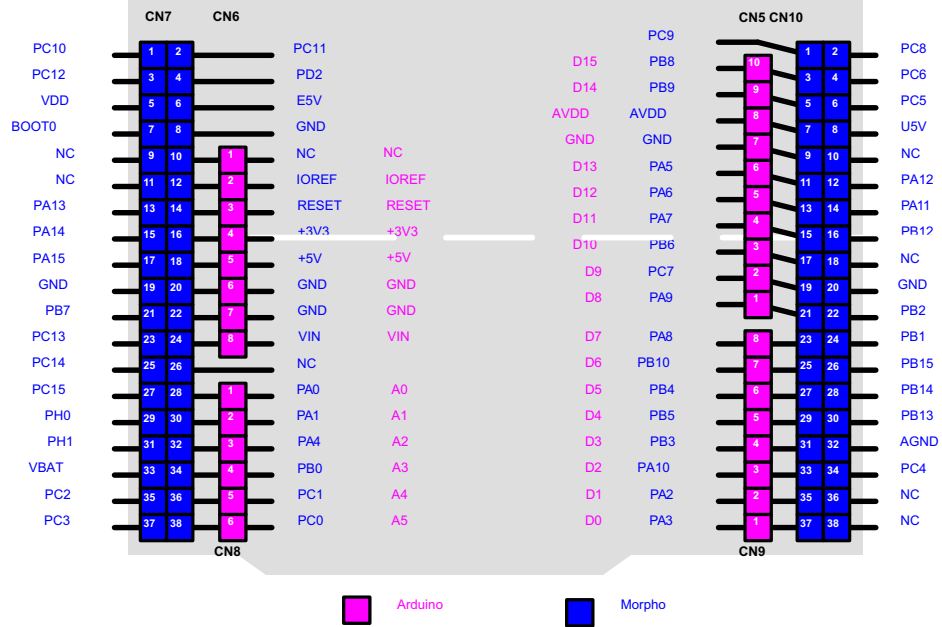 CN7 CN6 CN5 CN10
PC9
PC10 1 2 PC11 1 2 PC8
PC12 3 4 PD2 D15 PB8 10 3 4 PC6
VDD 5 6 E5V D14 PB9 9 5 6 PC5
BOOT0 7 8 GND AVDD AVDD 8 7 8 U5V
NC 9 10 1 NC NC GND GND 7 9 10 NC
NC 11 12 2 IOREF IOREF D13 PA5 6 11 12 PA12
PA13 13 14 3 RESET RESET D12 PA6 5 13 14 PA11
PA14 15 16 4 +3V3 +3V3 D11 PA7 4 15 16 PB12
PA15 17 18 5 +5V +5V D10 PB6 3 17 18 NC
GND 19 20 6 GND GND D9 PC7 2 19 20 GND
PB7 21 22 7 GND GND D8 PA9 1 21 22 PB2
PC13 23 24 8 VIN VIN D7 PA8 8 23 24 PB1
PC14 25 26 NC D6 PB10 7 25 26 PB15
PC15 27 28 1 PA0 A0 D5 PB4 6 27 28 PB14
PH0 29 30 2 PA1 A1 D4 PB5 5 29 30 PB13
PH1 31 32 3 PA4 A2 D3 PB3 4 31 32 AGND
VBAT 33 34 4 PB0 A3 D2 PA10 3 33 34 PC4
PC2 35 36 5 PC1 A4 D1 PA2 2 35 36 NC
PC3 37 38 6 PC0 A5 D0 PA3 1 37 38 NC
CN8 CN9
Arduino Morpho